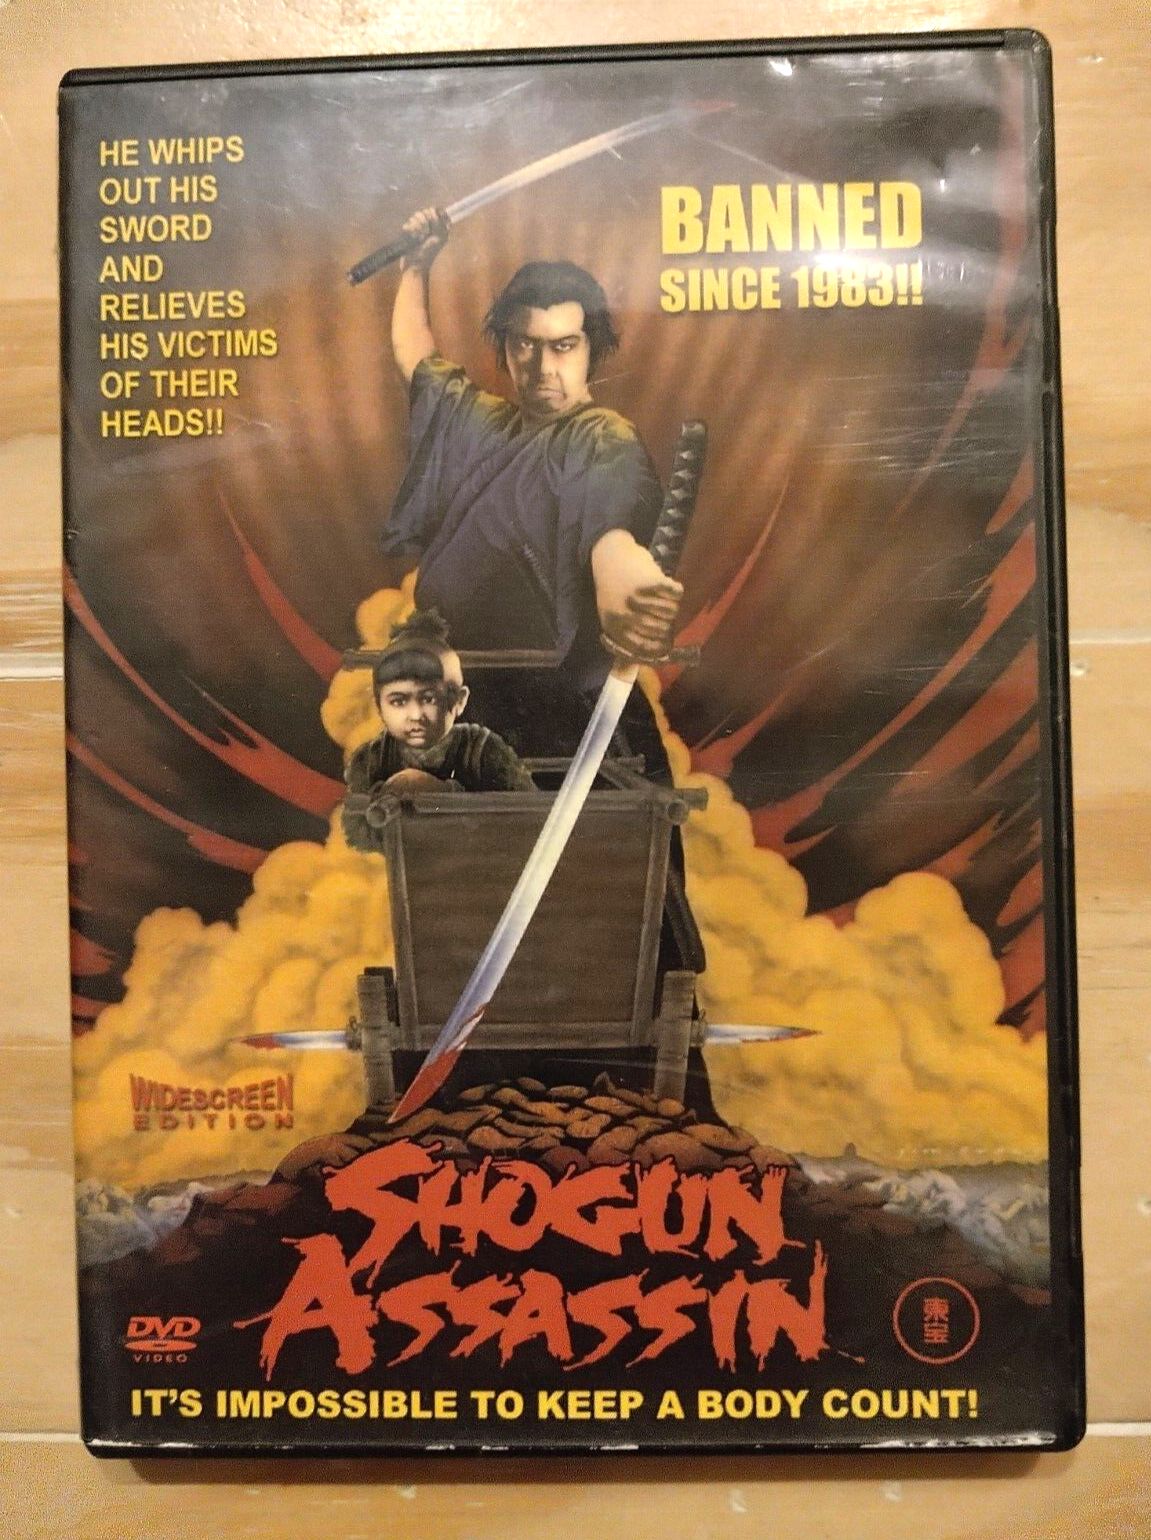 HE WHIPS
OUT HIS
SWORD
AND
RELIEVES
HIS VICTIMS
OF THEIR
HEADS!!
BANNED
SINCE 1983!!
WIDESCREEN
EDITION
SHOGUN
ASSASSIN
DVD
VIDEO
東宝
IT'S IMPOSSIBLE TO KEEP A BODY COUNT!